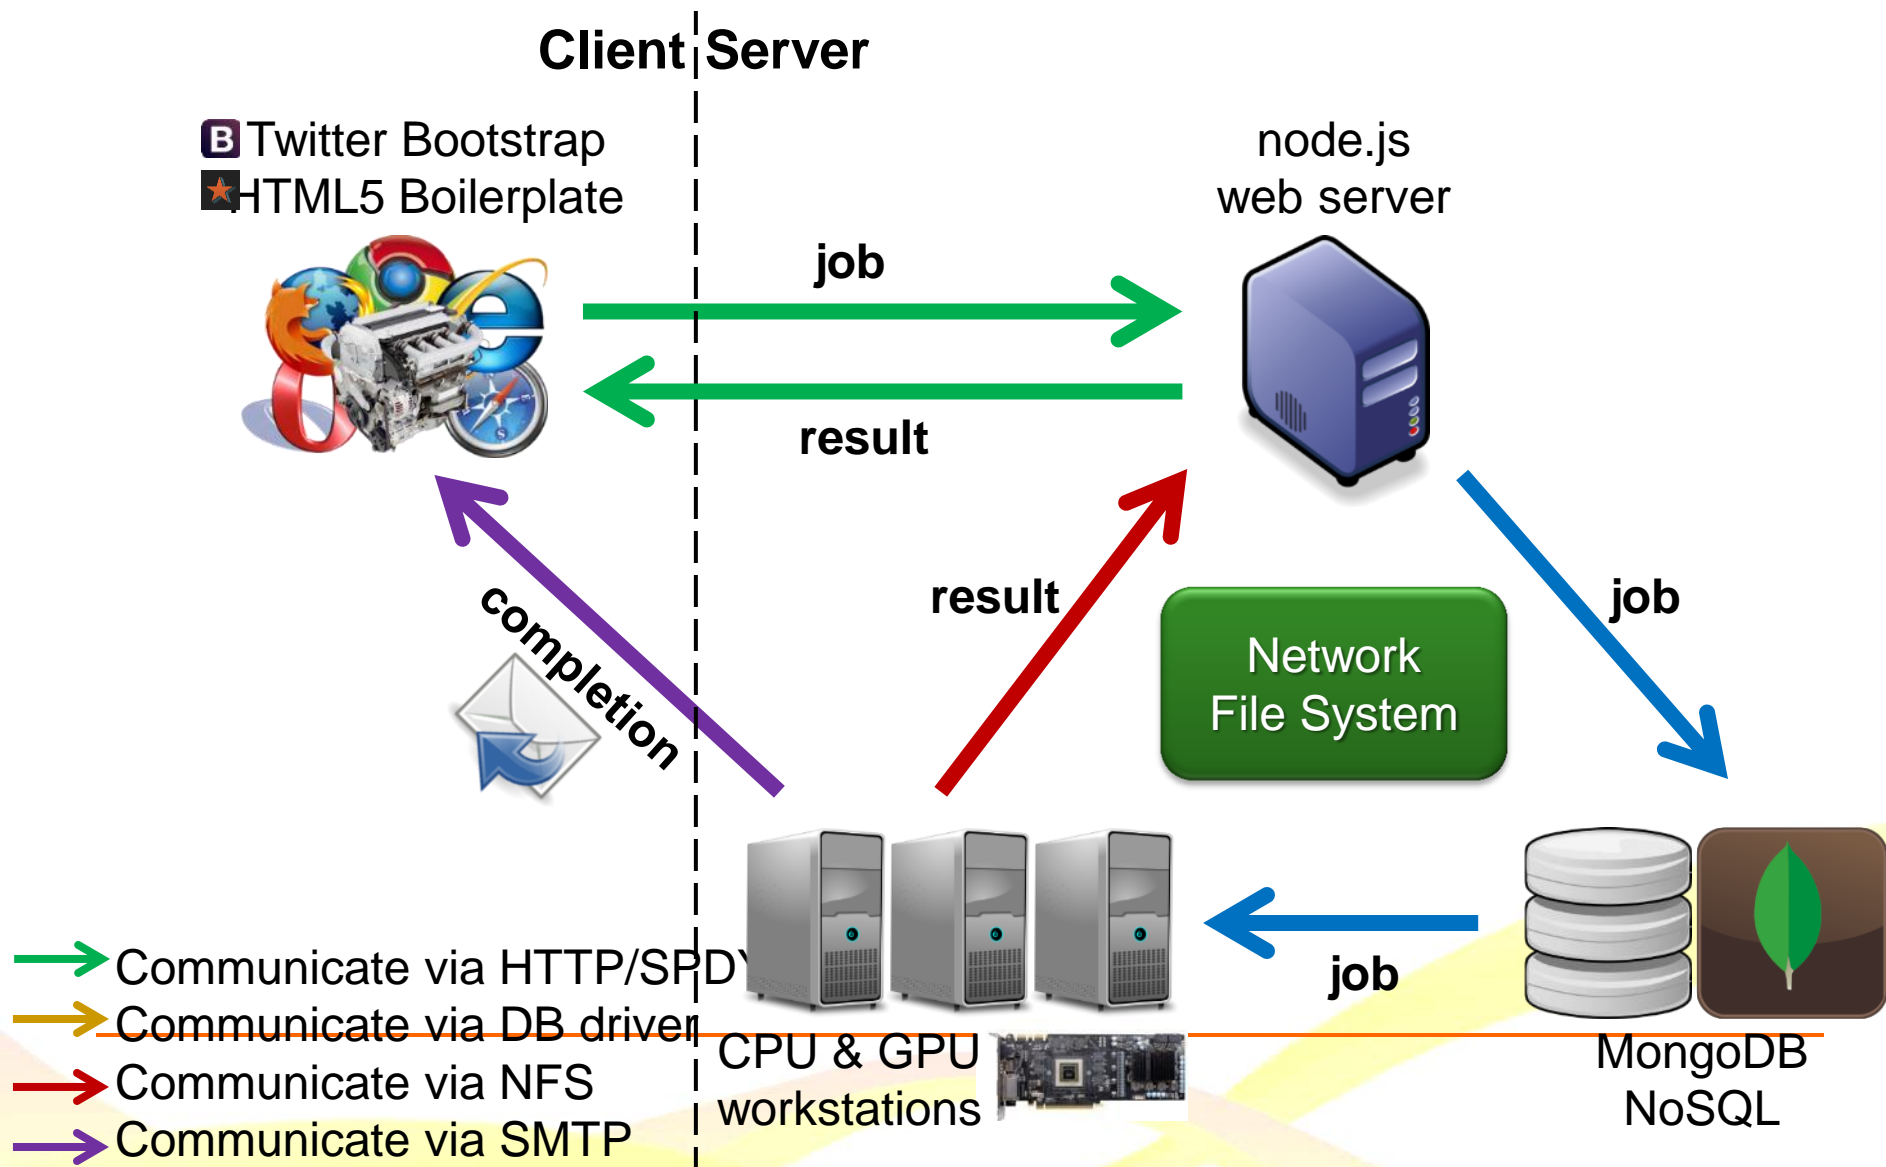 Client Server
B
Twitter Bootstrap
HTML5 Boilerplate
node.js
web server
job
result
completion
result
Network
File System
job
job
Communicate via HTTP/SPDY
Communicate via DB driver
Communicate via NFS
Communicate via SMTP
CPU & GPU
workstations
MongoDB
NoSQL